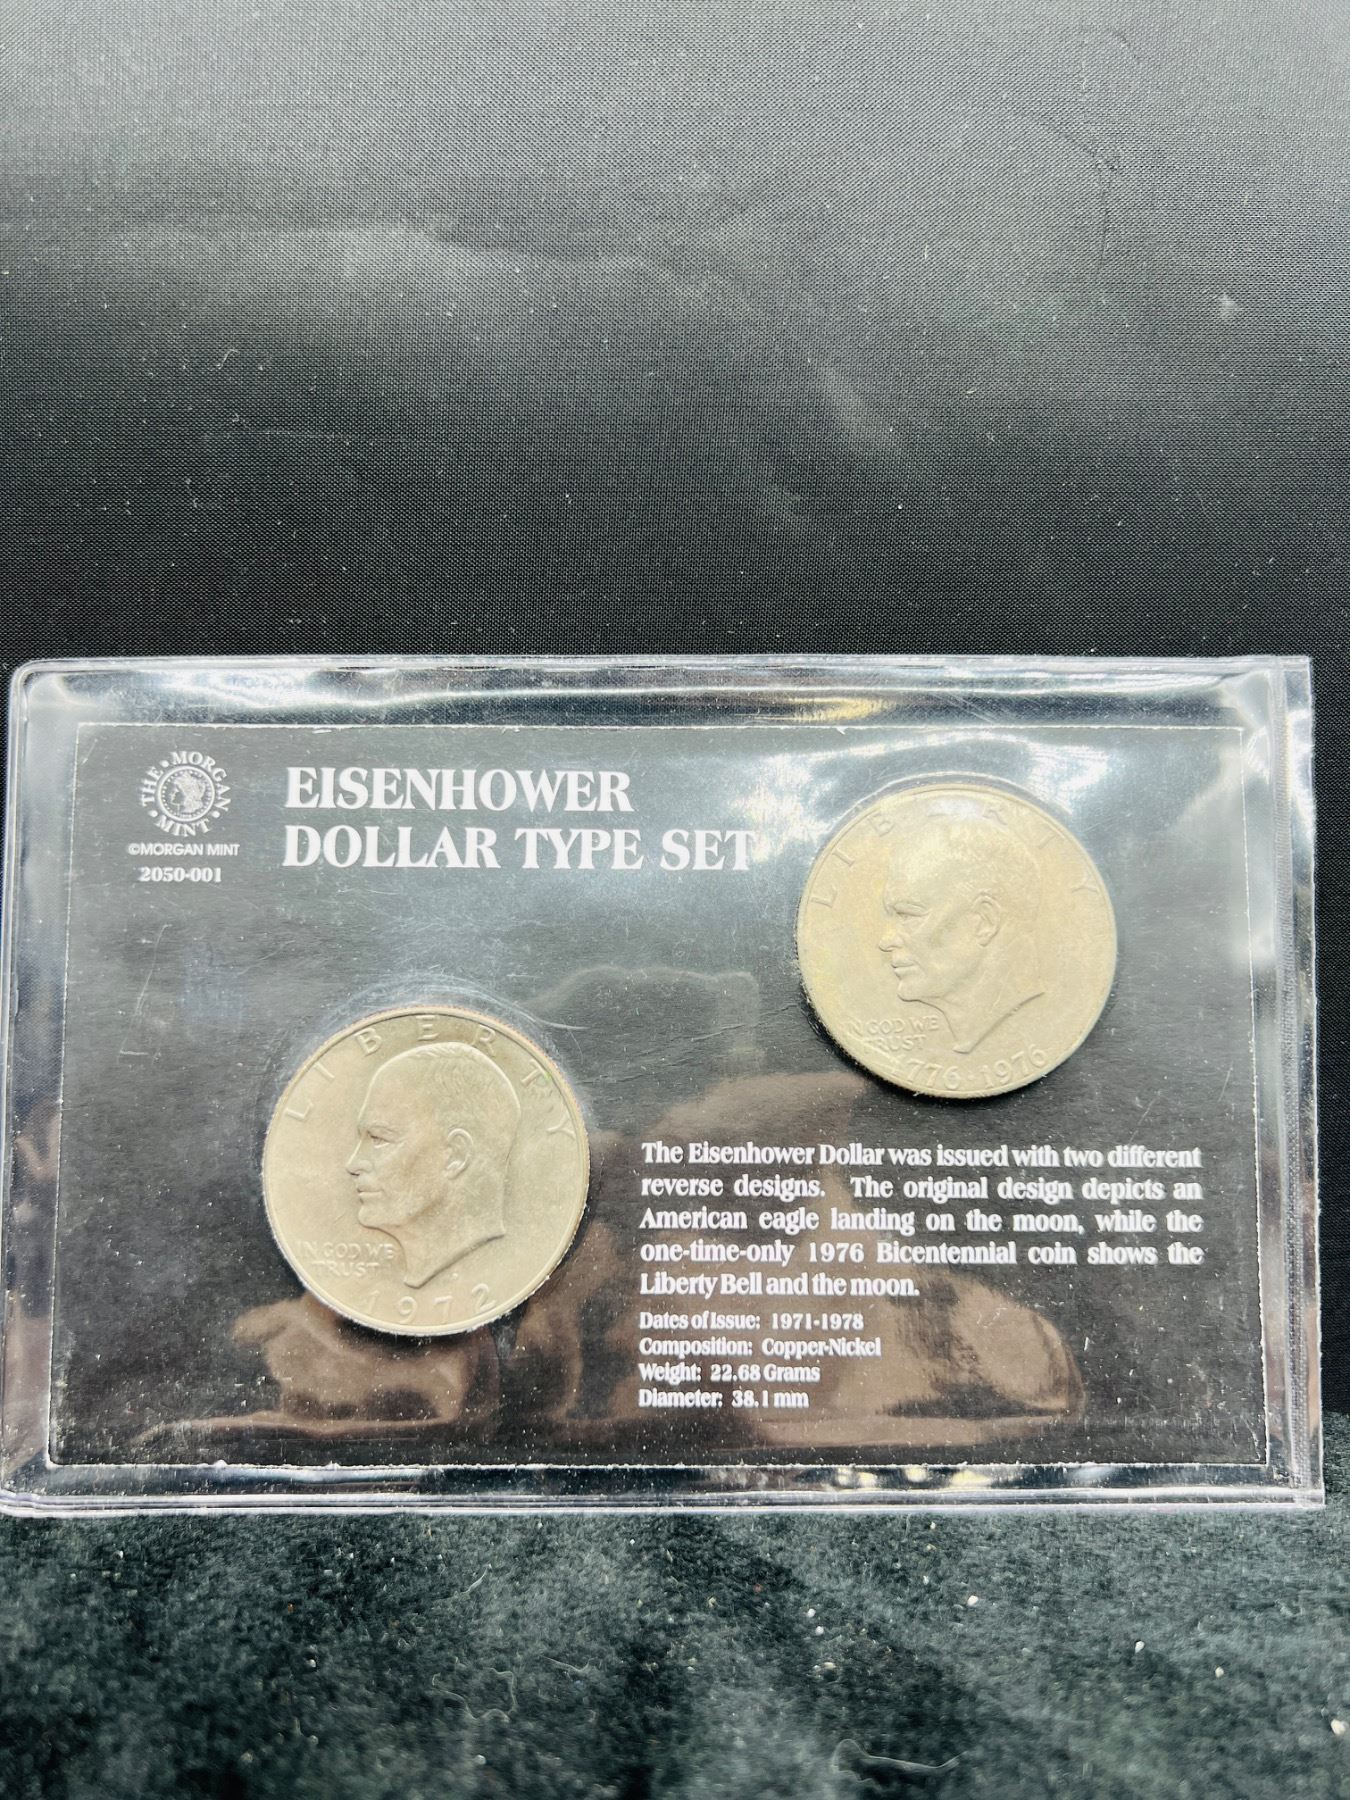 THE • MORGAN • MINT
©MORGAN MINT
2050-001
EISENHOWER
DOLLAR TYPE SET
LIBERTY
IN GOD WE
TRUST
1776-1976
LIBERTY
IN GOD WE
TRUST
1972
The Eisenhower Dollar was issued with two different
reverse designs. The original design depicts an
American eagle landing on the moon, while the
one-time-only 1976 Bicentennial coin shows the
Liberty Bell and the moon.
Dates of Issue: 1971-1978
Composition: Copper-Nickel
Weight: 22.68 Grams
Diameter: 38.1 mm